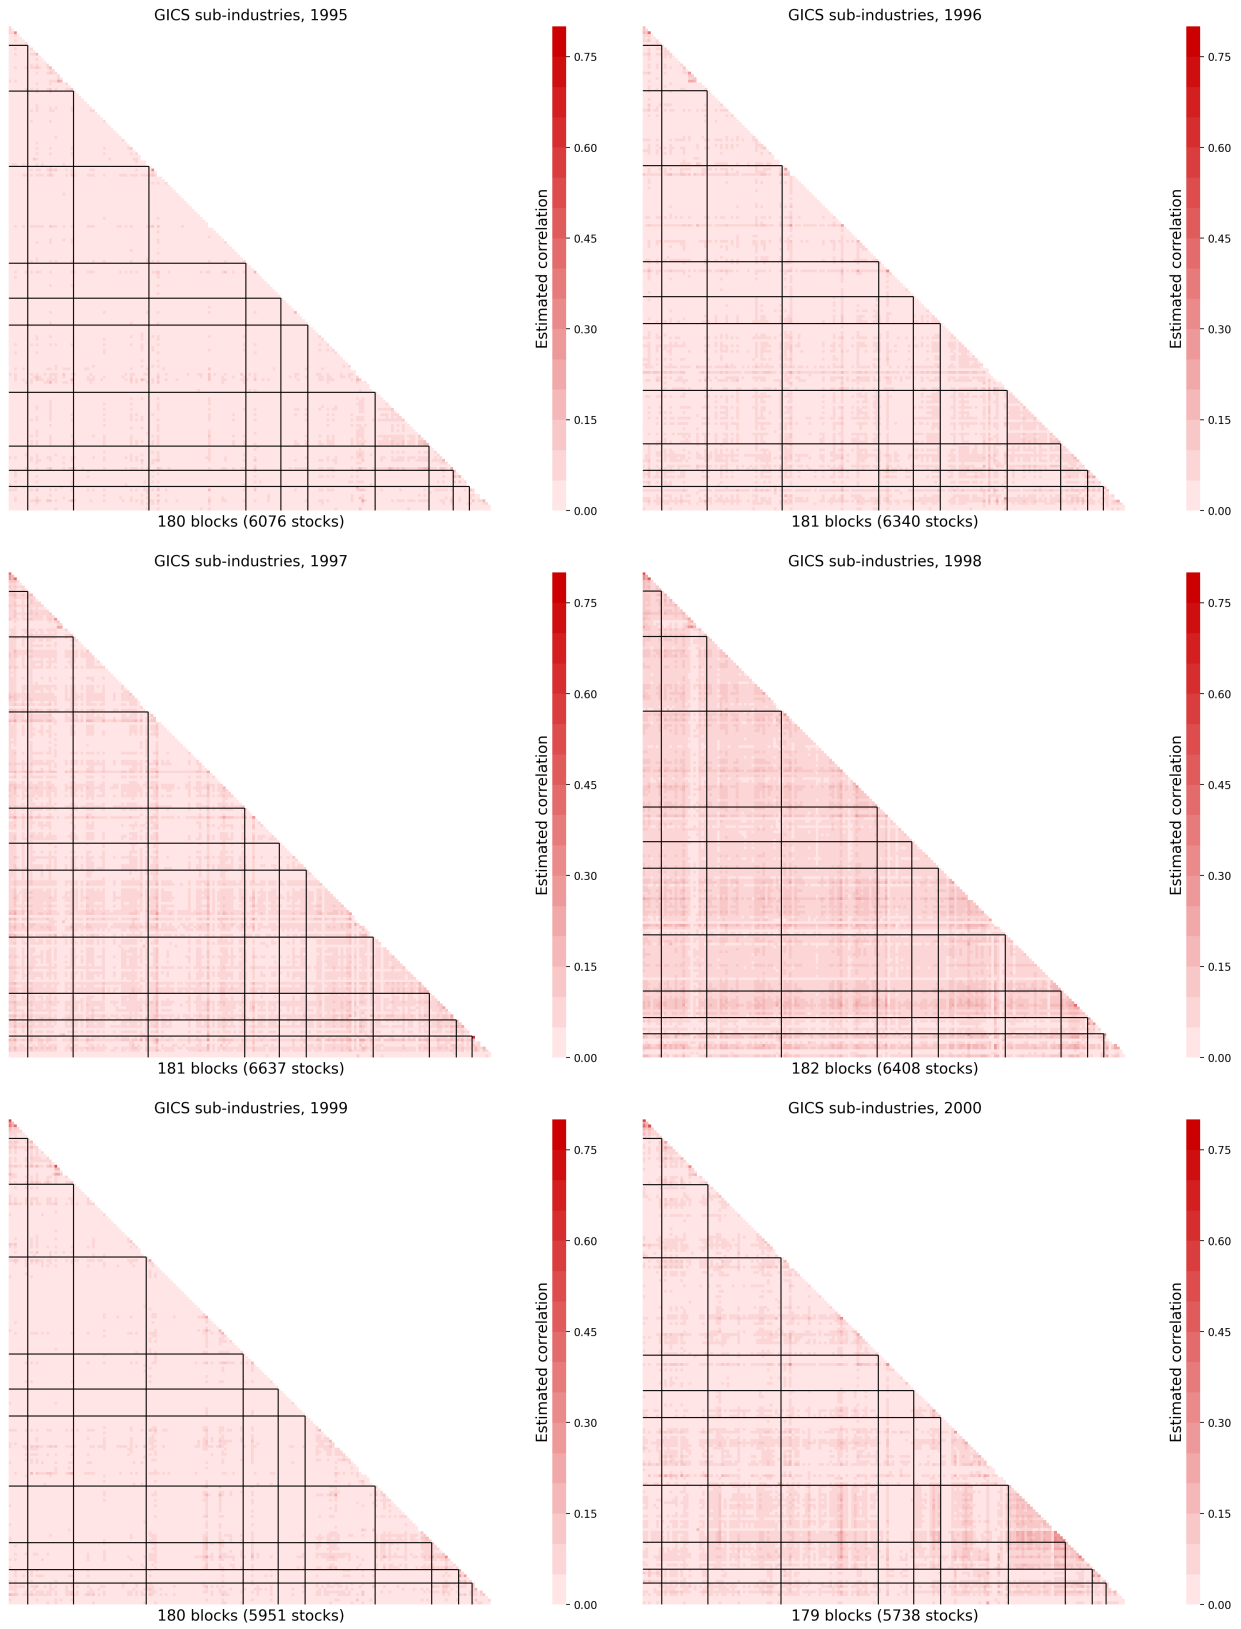 GICS sub-industries, 1995
0.75
0.60
0.45
0.30
0.15
0.00
Estimated correlation
180 blocks (6076 stocks)
GICS sub-industries, 1996
0.75
0.60
0.45
0.30
0.15
0.00
Estimated correlation
181 blocks (6340 stocks)
GICS sub-industries, 1997
0.75
0.60
0.45
0.30
0.15
0.00
Estimated correlation
181 blocks (6637 stocks)
GICS sub-industries, 1998
0.75
0.60
0.45
0.30
0.15
0.00
Estimated correlation
182 blocks (6408 stocks)
GICS sub-industries, 1999
0.75
0.60
0.45
0.30
0.15
0.00
Estimated correlation
180 blocks (5951 stocks)
GICS sub-industries, 2000
0.75
0.60
0.45
0.30
0.15
0.00
Estimated correlation
179 blocks (5738 stocks)